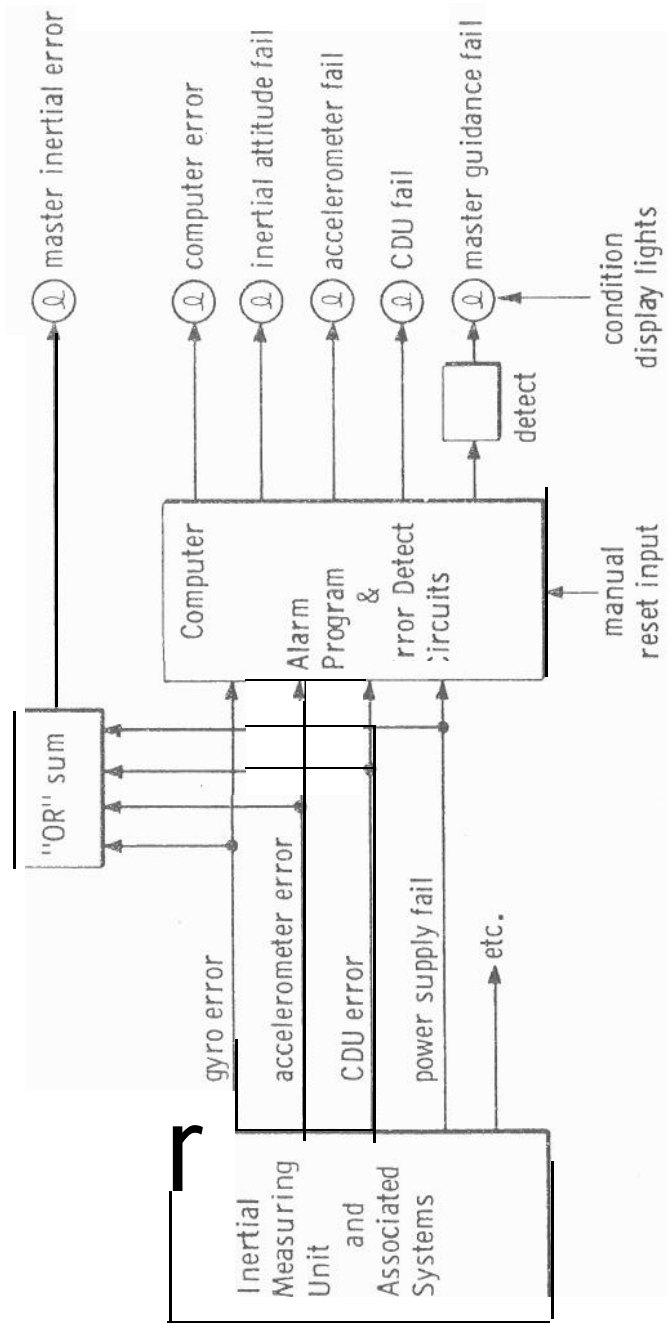 "OR" sum
master inertial error
Inertial
Measuring
Unit
and
Associated
Systems
gyro error
accelerometer error
CDU error
power supply fail
etc.
Computer
Alarm
Program
&
rror Detect
ircuits
manual
reset input
detect
computer error
inertial attitude fail
accelerometer fail
CDU fail
master guidance fail
condition
display lights